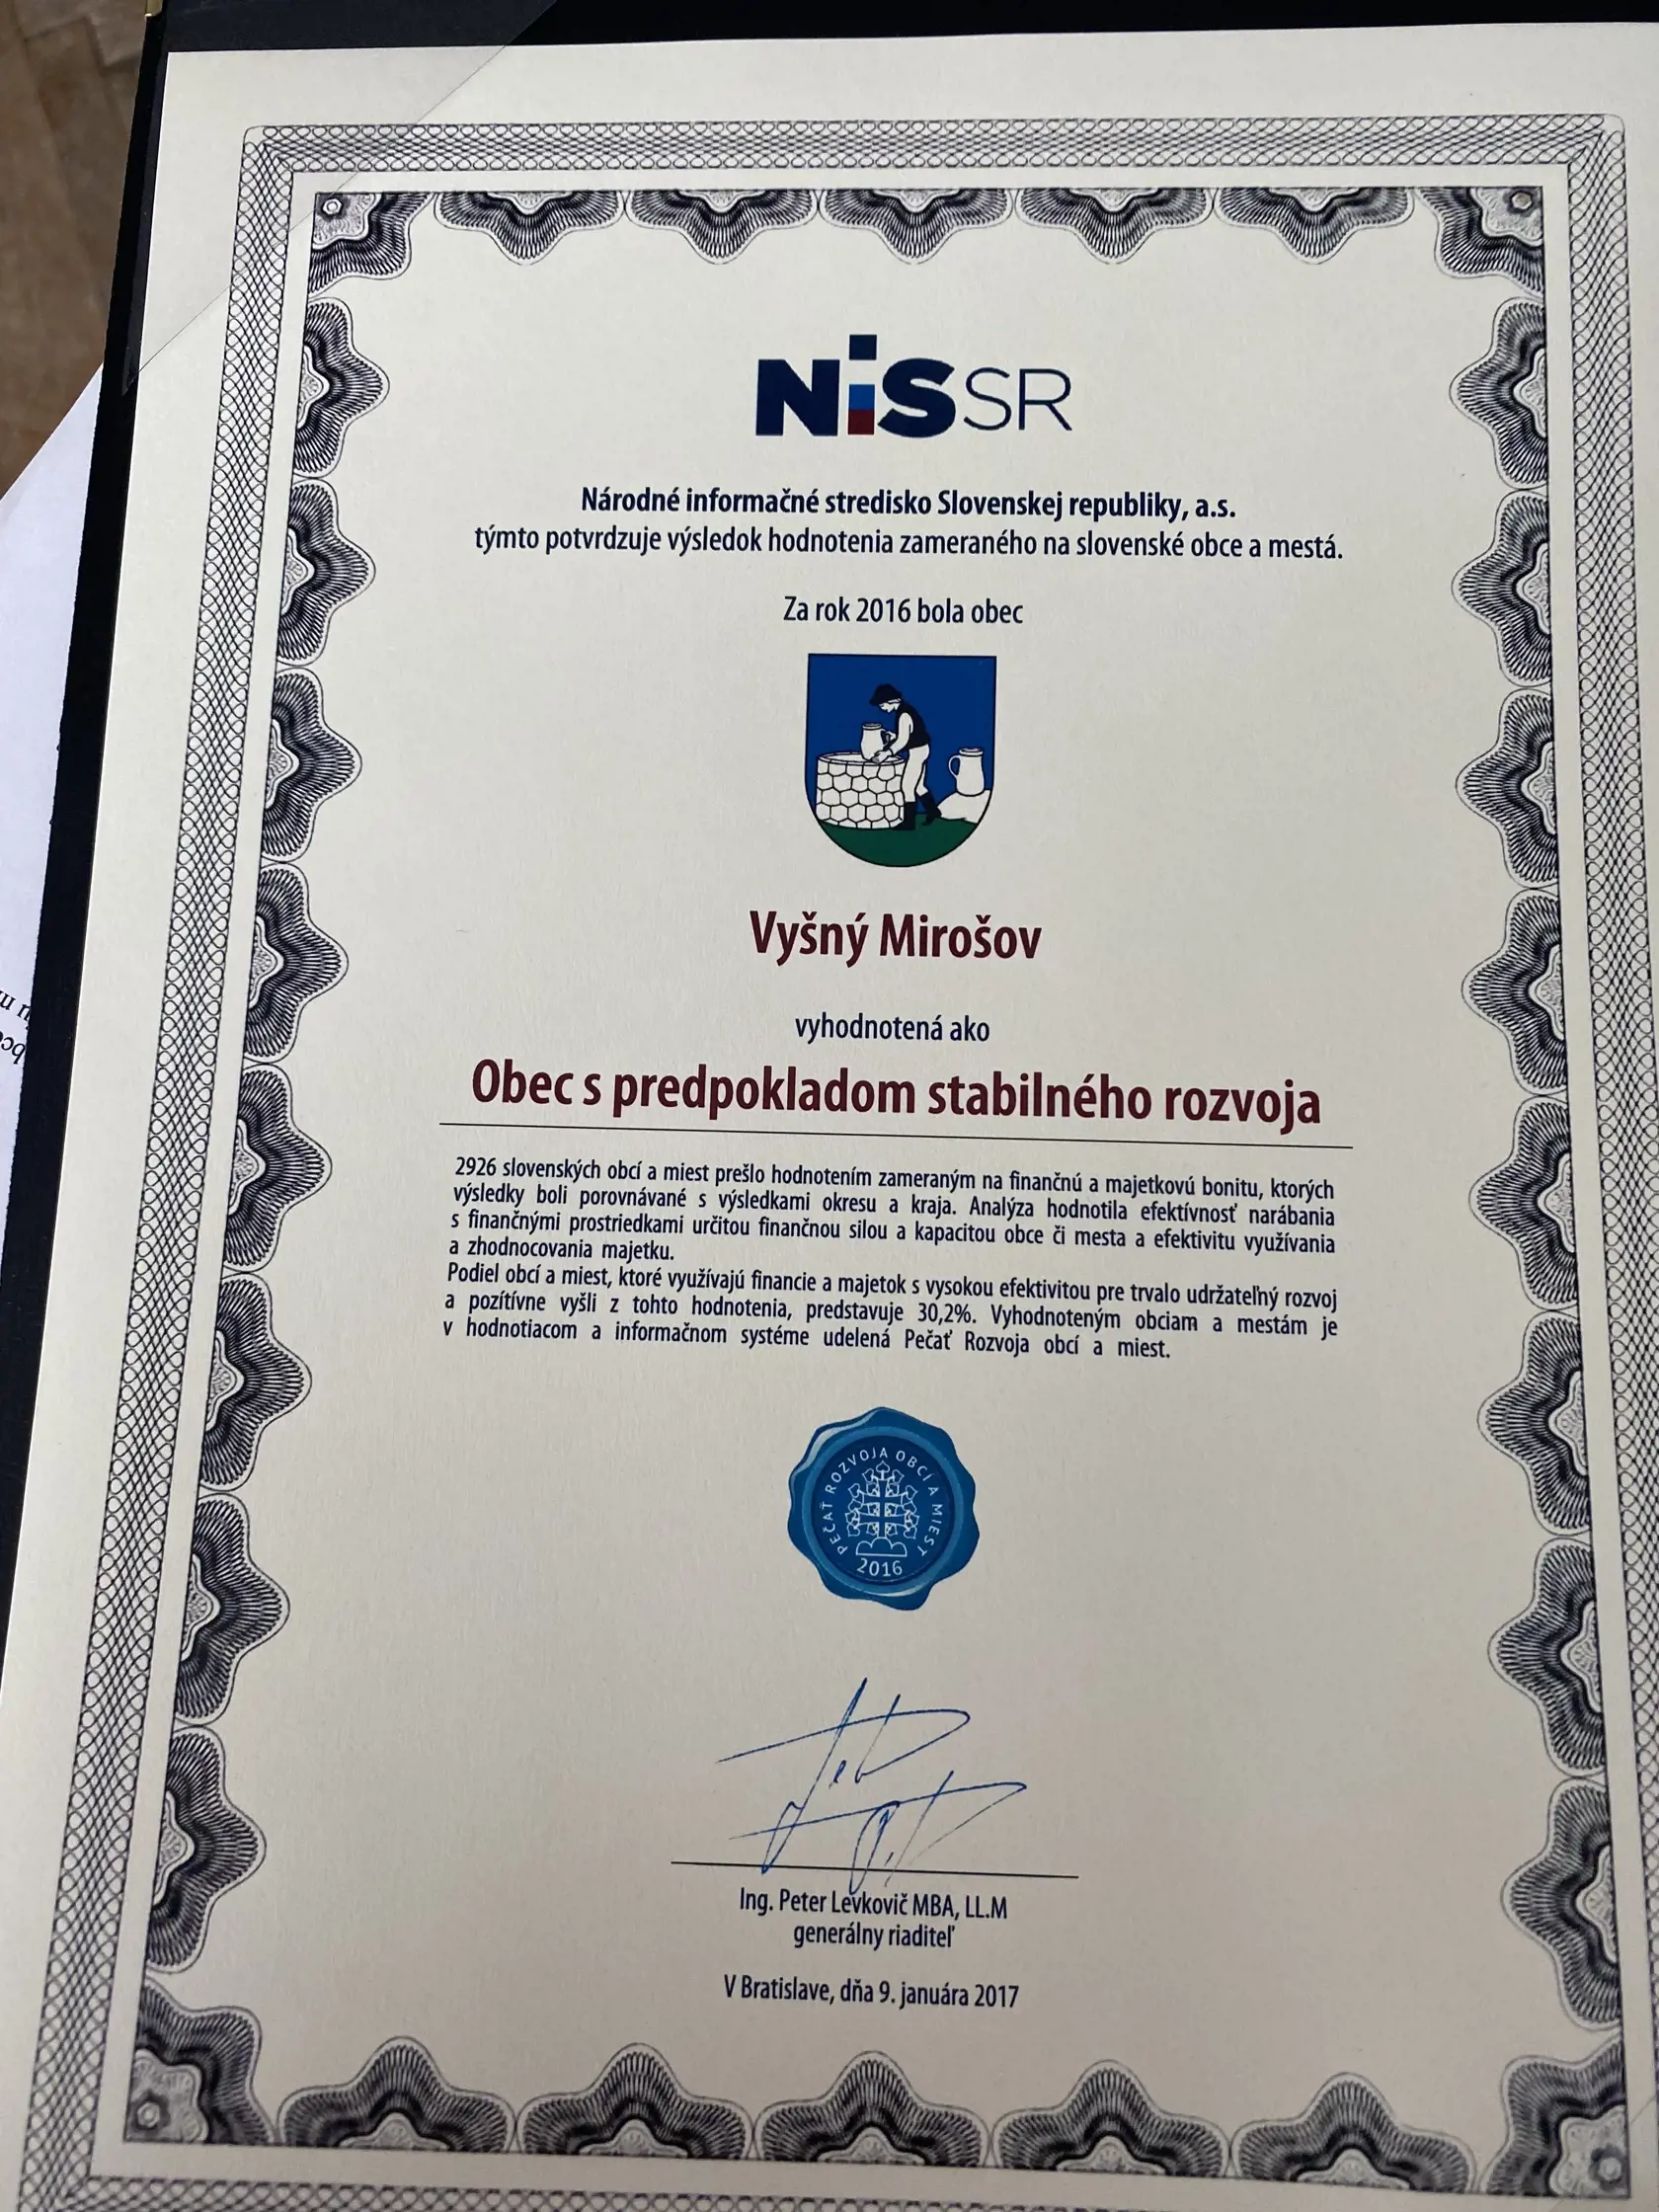 NiSSR
Národné informačné stredisko Slovenskej republiky, a.s.
týmto potvrdzuje výsledok hodnotenia zameraného na slovenské obce a mestá.
Za rok 2016 bola obec
Vyšný Mirošov
vyhodnotená ako
Obec s predpokladom stabilného rozvoja
2926 slovenských obcí a miest prešlo hodnotením zameraným na finančnú a majetkovú bonitu, ktorých
výsledky boli porovnávané s výsledkami okresu a kraja. Analýza hodnotila efektívnosť narábania
s finančnými prostriedkami určitou finančnou silou a kapacitou obce či mesta a efektivitu využívania
a zhodnocovania majetku.
Podiel obcí a miest, ktoré využívajú financie a majetok s vysokou efektivitou pre trvalo udržateľný rozvoj
a pozítívne vyšli z tohto hodnotenia, predstavuje 30,2%. Vyhodnoteným obciam a mestám je
v hodnotiacom a informačnom systéme udelená Pečať Rozvoja obcí a miest.
PEČAŤ ROZVOJA OBCÍ A MIEST
2016
Ing. Peter Levkovič MBA, LL.M
generálny riaditeľ
V Bratislave, dňa 9. januára 2017